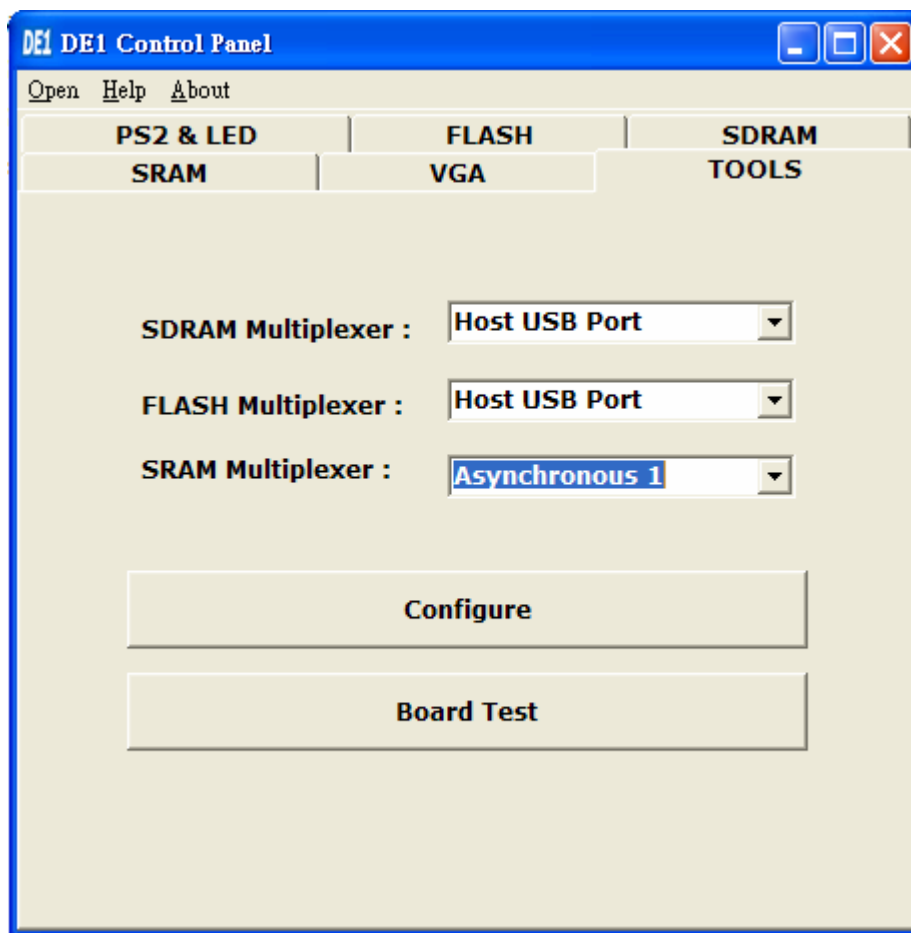 DE1 DE1 Control Panel
Open Help About
PS2 & LED FLASH SDRAM
SRAM VGA TOOLS
SDRAM Multiplexer : Host USB Port
FLASH Multiplexer : Host USB Port
SRAM Multiplexer : Asynchronous 1
Configure
Board Test